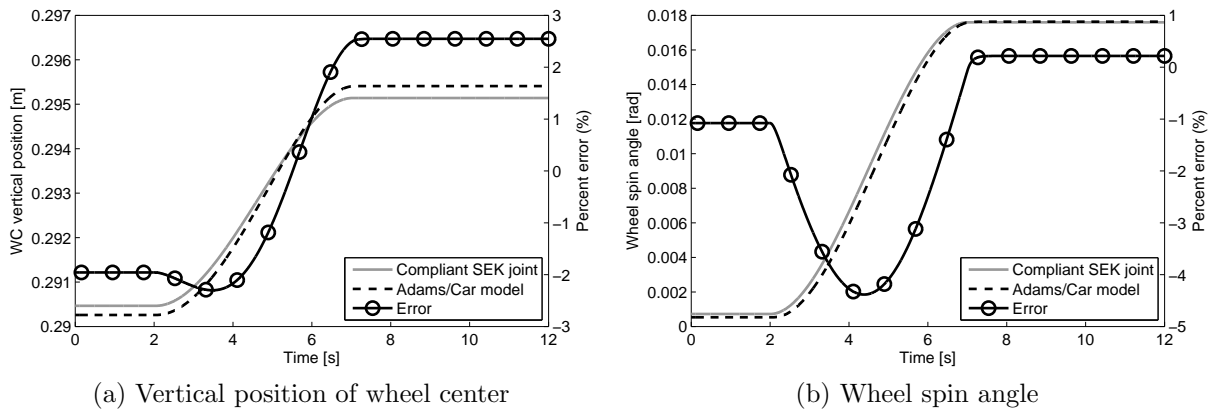 0.297
0.296
0.295
0.294
0.293
0.292
0.291
0.29
WC vertical position [m]
3
2
1
0
−1
−2
−3
Percent error (%)
0 2 4 6 8 10 12
Time [s]
Compliant SEK joint
Adams/Car model
Error
(a) Vertical position of wheel center
0.018
0.016
0.014
0.012
0.01
0.008
0.006
0.004
0.002
0
Wheel spin angle [rad]
1
0
−1
−2
−3
−4
−5
Percent error (%)
0 2 4 6 8 10 12
Time [s]
Compliant SEK joint
Adams/Car model
Error
(b) Wheel spin angle